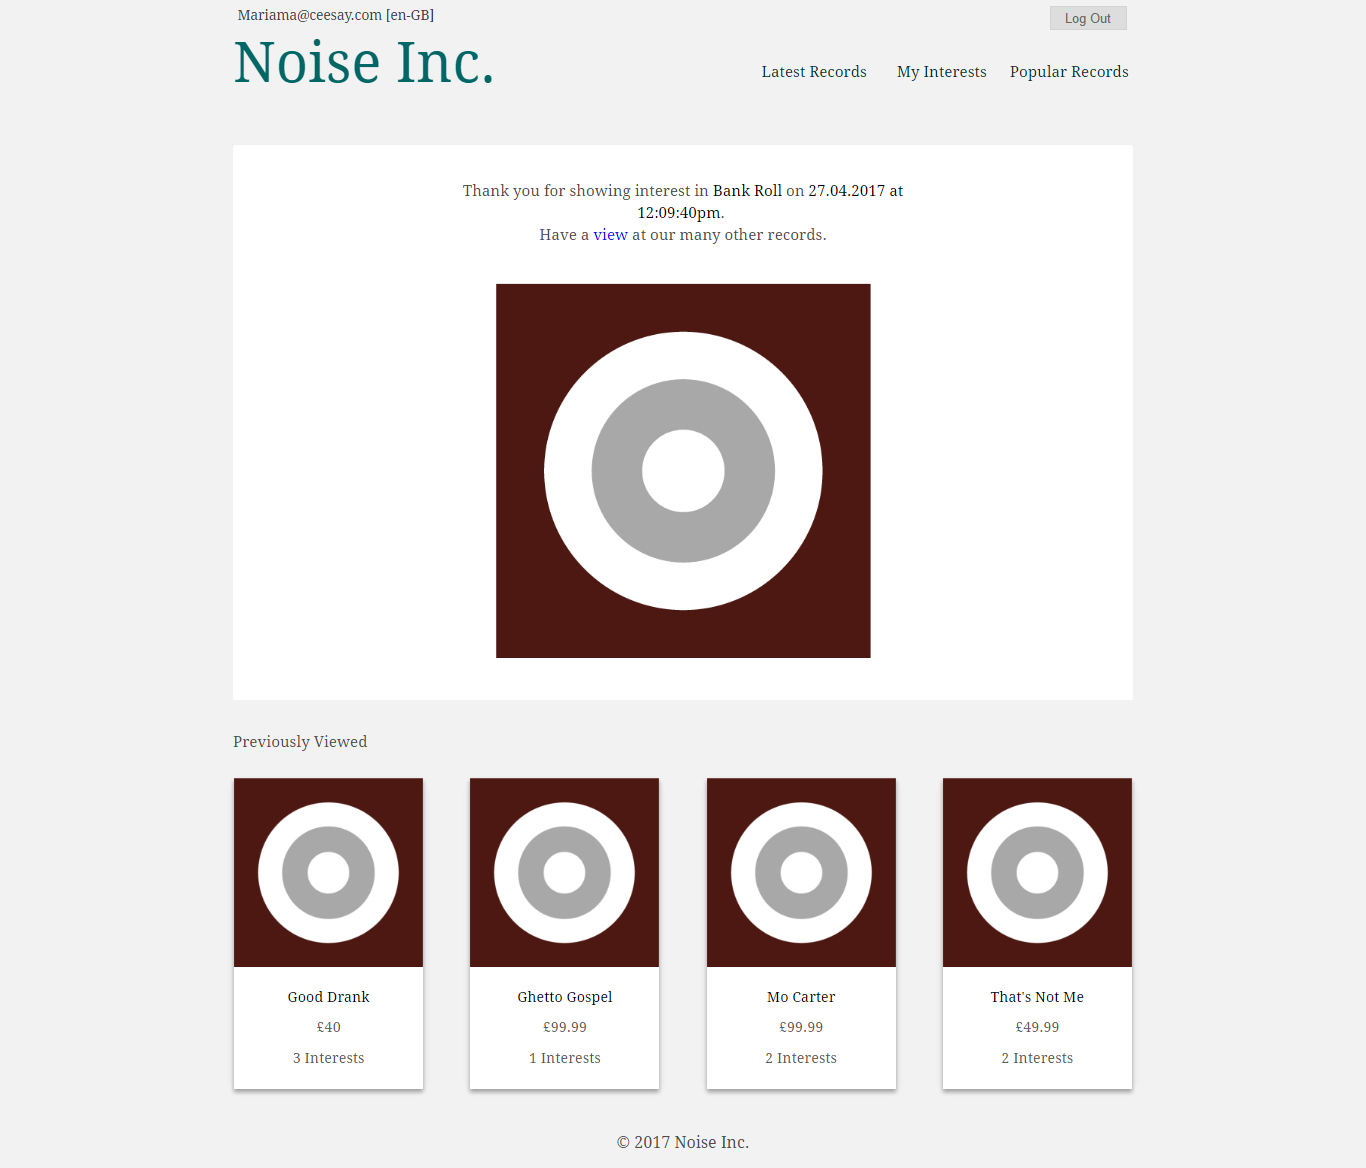 Mariama@ceesay.com [en-GB]
Log Out
Noise Inc.
Latest Records
My Interests
Popular Records
Thank you for showing interest in Bank Roll on 27.04.2017 at
12:09:40pm.
Have a view at our many other records.
Previously Viewed
Good Drank
£40
3 Interests
Ghetto Gospel
£99.99
1 Interests
Mo Carter
£99.99
2 Interests
That's Not Me
£49.99
2 Interests
© 2017 Noise Inc.